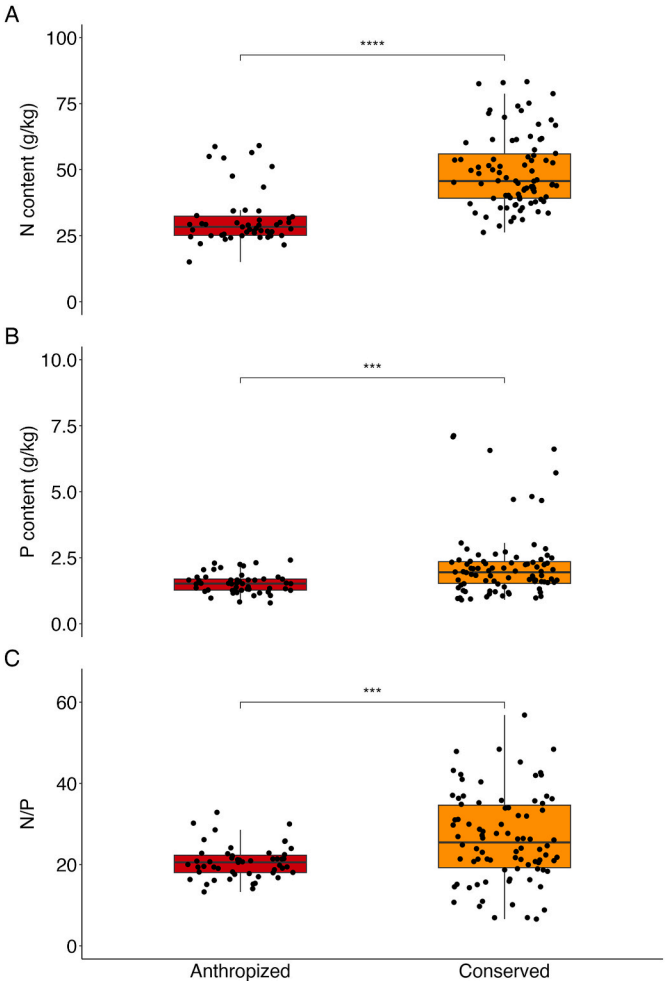 A
****
N content (g/kg)
100
75
50
25
0
B
***
P content (g/kg)
10.0
7.5
5.0
2.5
0.0
C
***
N/P
60
40
20
0
Anthropized
Conserved